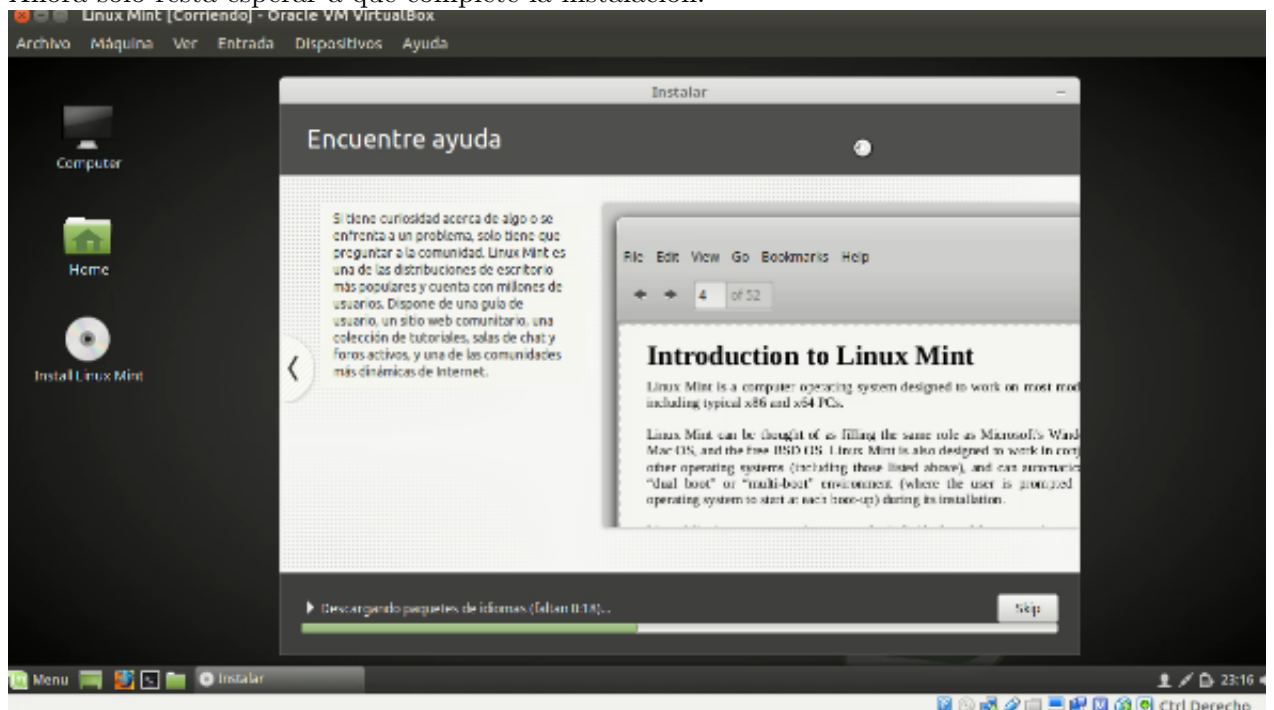 Ahora solo resta esperar a que complete la instalación.
Linux Mint [Corriendo] - Oracle VM VirtualBox
Archivo Máquina Ver Entrada Dispositivos Ayuda
Instalar
Encuentre ayuda
Computer
Home
Install Linux Mint
Si tiene curiosidad acerca de algo o se
enfrenta a un problema, solo tiene que
preguntar a la comunidad. Linux Mint es
una de las distribuciones de escritorio
más populares y cuenta con millones de
usuarios. Dispone de una guía de
usuario, un sitio web comunitario, una
colección de tutoriales, salas de chat y
foros activos, y una de las comunidades
más dinámicas de Internet.
File Edit View Go Bookmarks Help
4 of 52
Introduction to Linux Mint
Linux Mint is a computer operating system designed to work on most mod
including typical x86 and x64 PCs.
Linux Mint can be thought of as filling the same role as Microsoft's Wind
Mac OS, and the free BSD OS. Linux Mint is also designed to work in conj
other operating systems (including those listed above), and can automatica
"dual boot" or "multi-boot" environment (where the user is prompted
operating system to start at each boot-up) during its installation.
Descargando paquetes de idiomas (faltan 0:18)...
Skip
Menu
Instalar
23:16
Ctrl Derecho